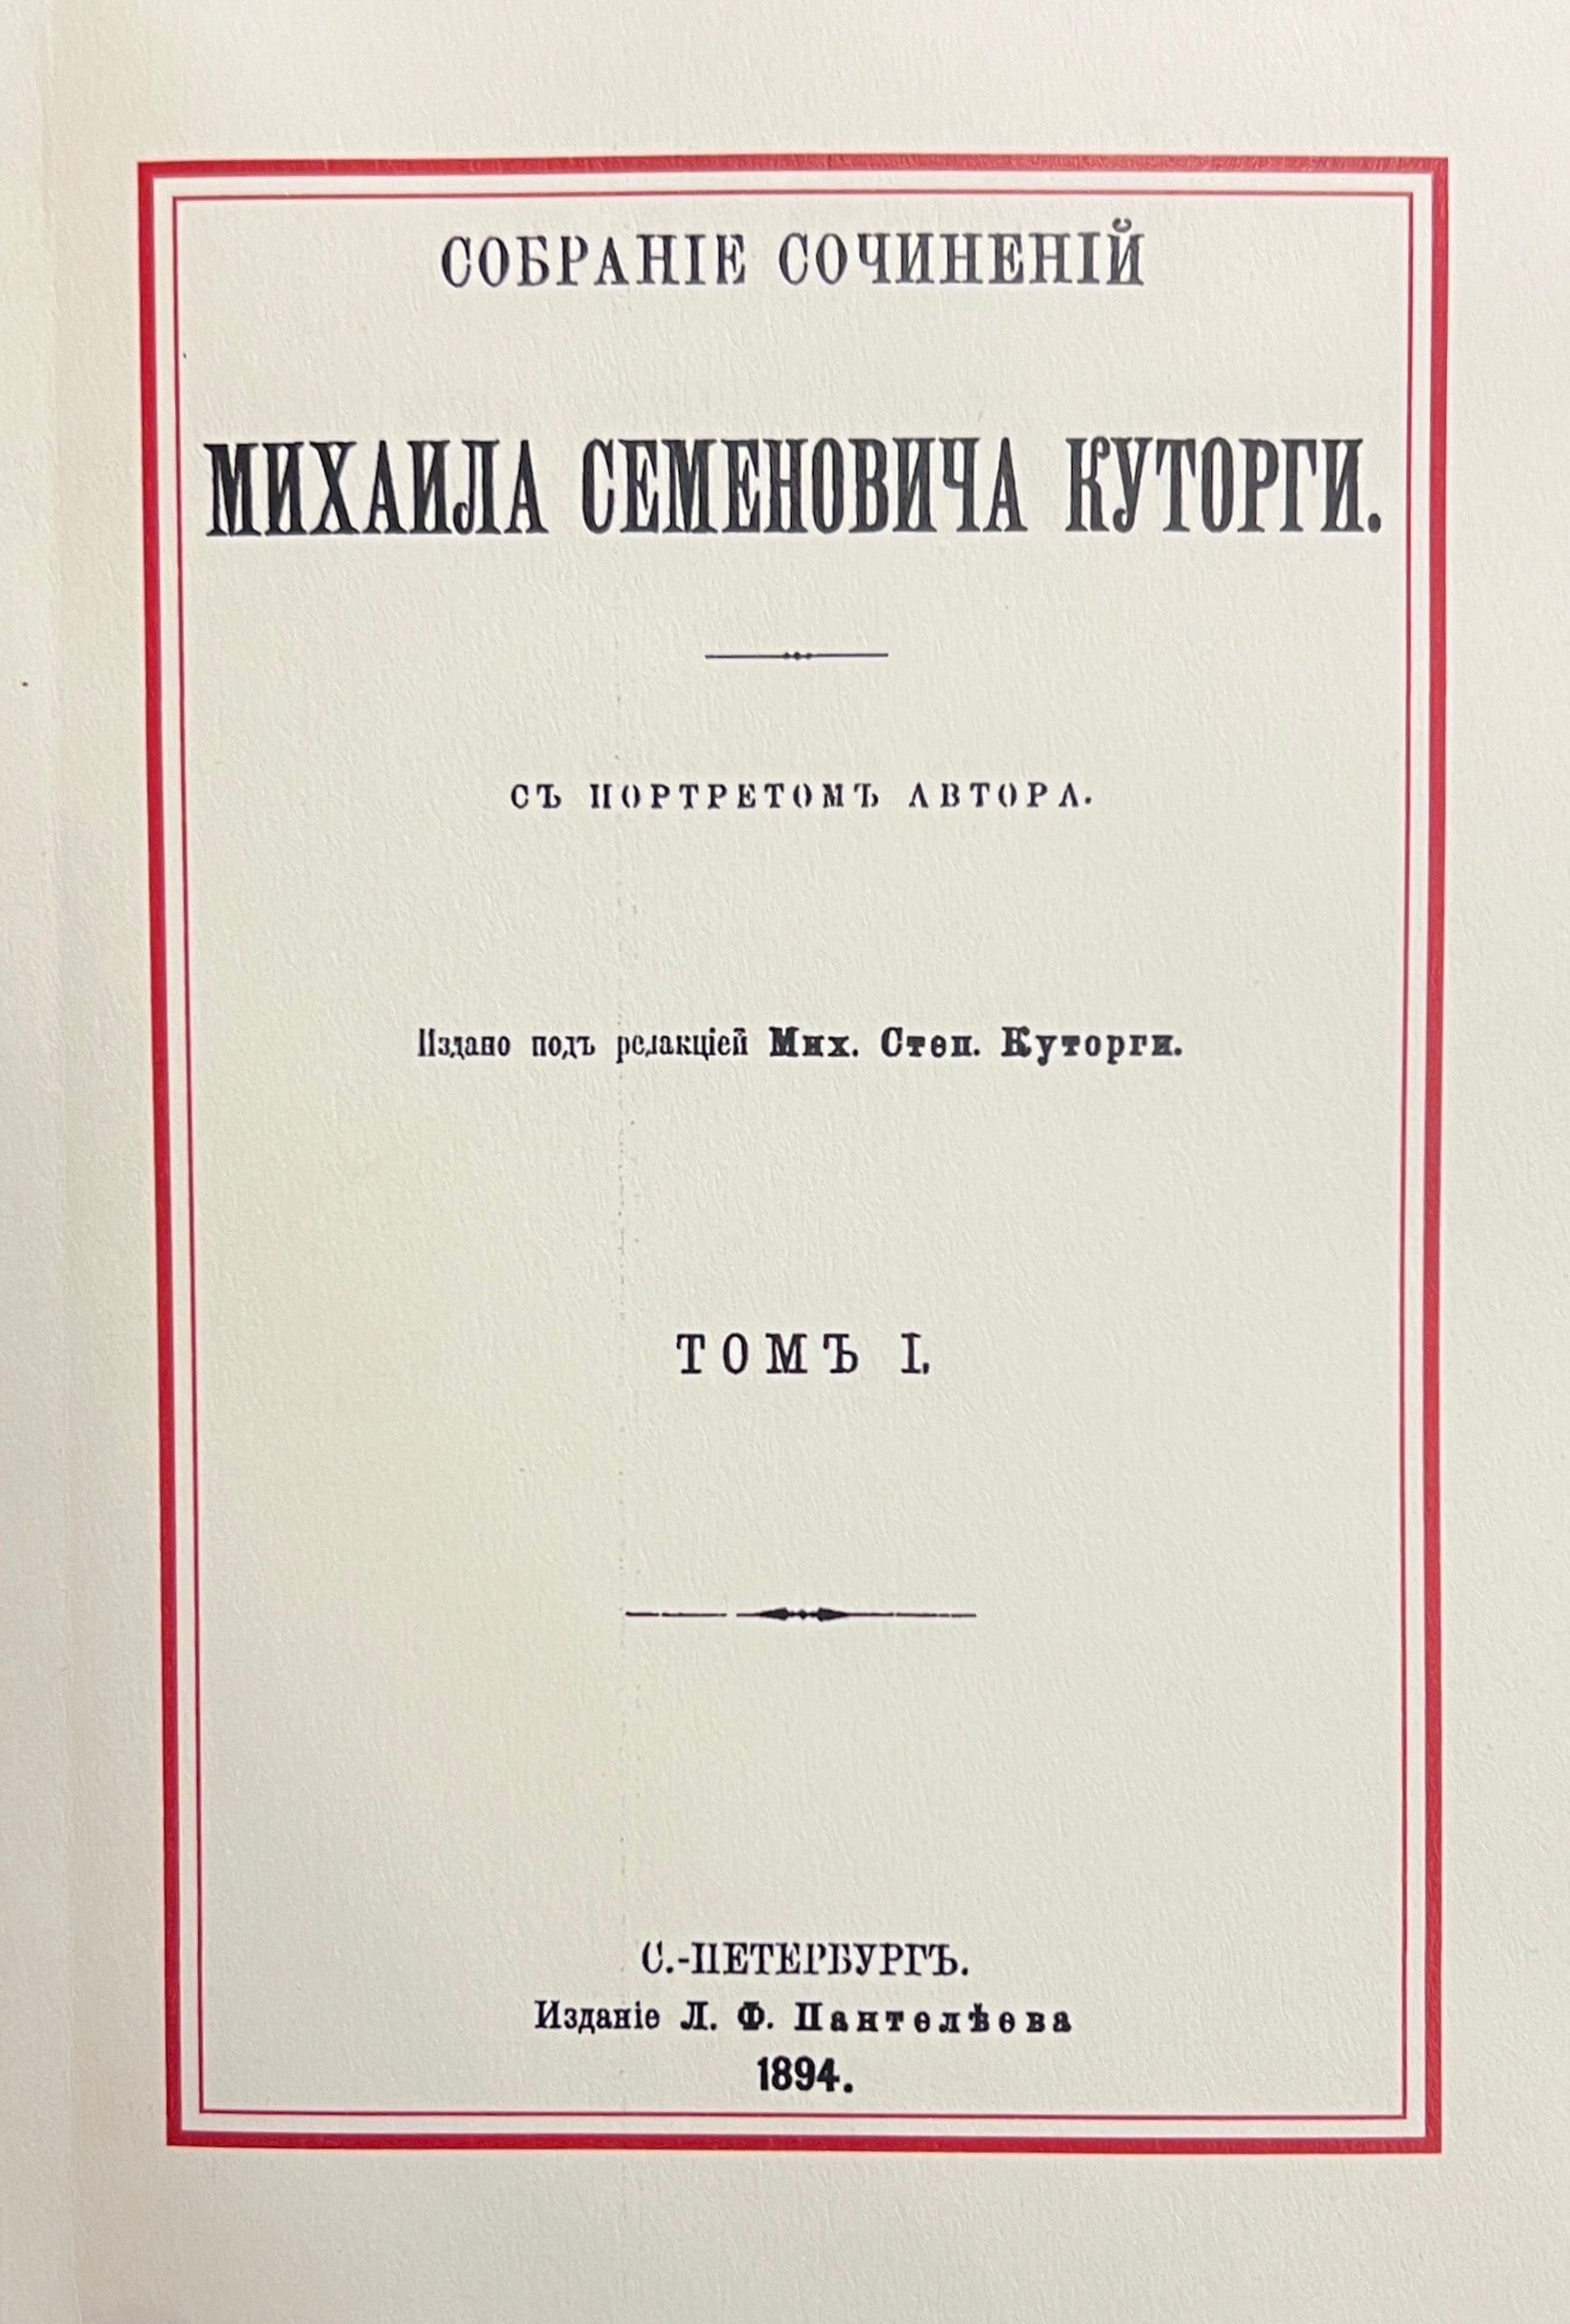 СОБРАНІЕ СОЧИНЕНІЙ
МИХАИЛА СЕМЕНОВИЧА КУТОРГИ.
СЪ ПОРТРЕТОМЪ АВТОРА.
Издано подъ редакціей Мих. Степ. Куторги.
ТОМЪ I.
С.-ПЕТЕРБУРГЪ.
Изданіе Л. Ф. Пантелѣева
1894.